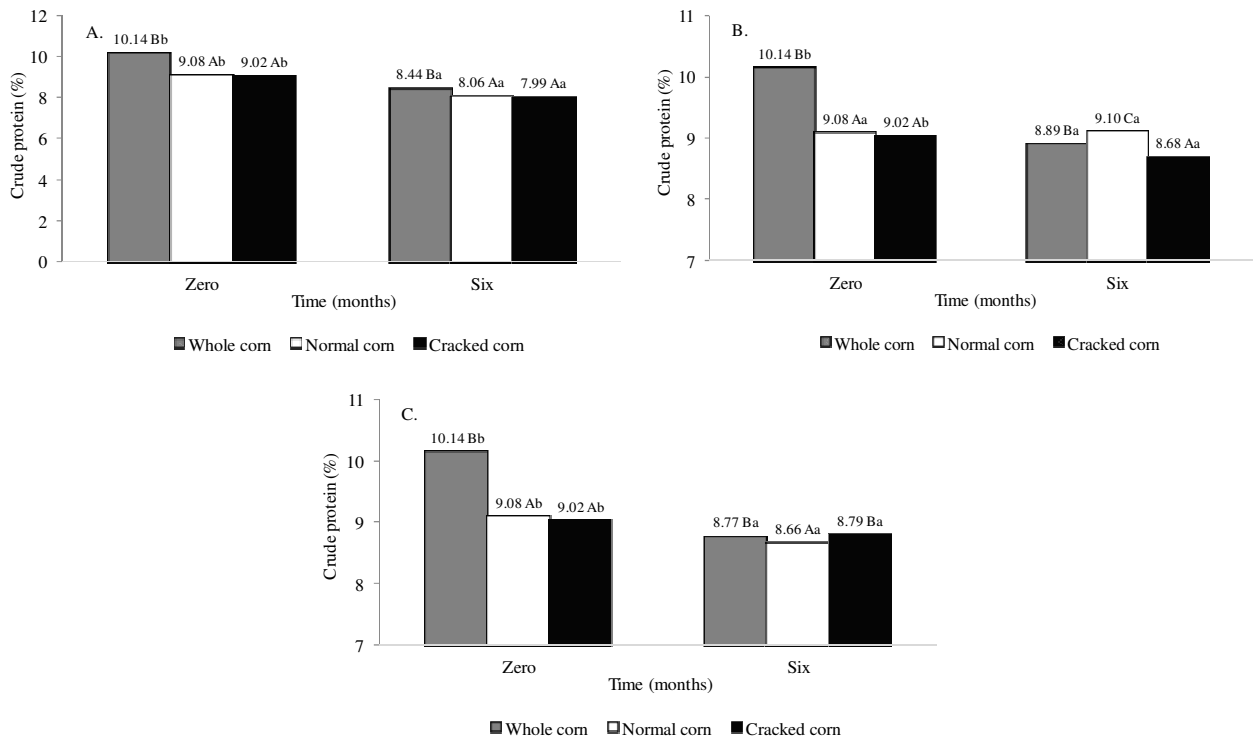 A.
Crude protein (%)
12
10
8
6
4
2
0
10.14 Bb 9.08 Ab 9.02 Ab 8.44 Ba 8.06 Aa 7.99 Aa
Zero Six
Time (months)
Whole corn Normal corn Cracked corn
B.
Crude protein (%)
11
10
9
8
7
10.14 Bb 9.08 Aa 9.02 Ab 8.89 Ba 9.10 Ca 8.68 Aa
Zero Six
Time (months)
Whole corn Normal corn Cracked corn
C.
Crude protein (%)
11
10
9
8
7
10.14 Bb 9.08 Ab 9.02 Ab 8.77 Ba 8.66 Aa 8.79 Ba
Zero Six
Time (months)
Whole corn Normal corn Cracked corn